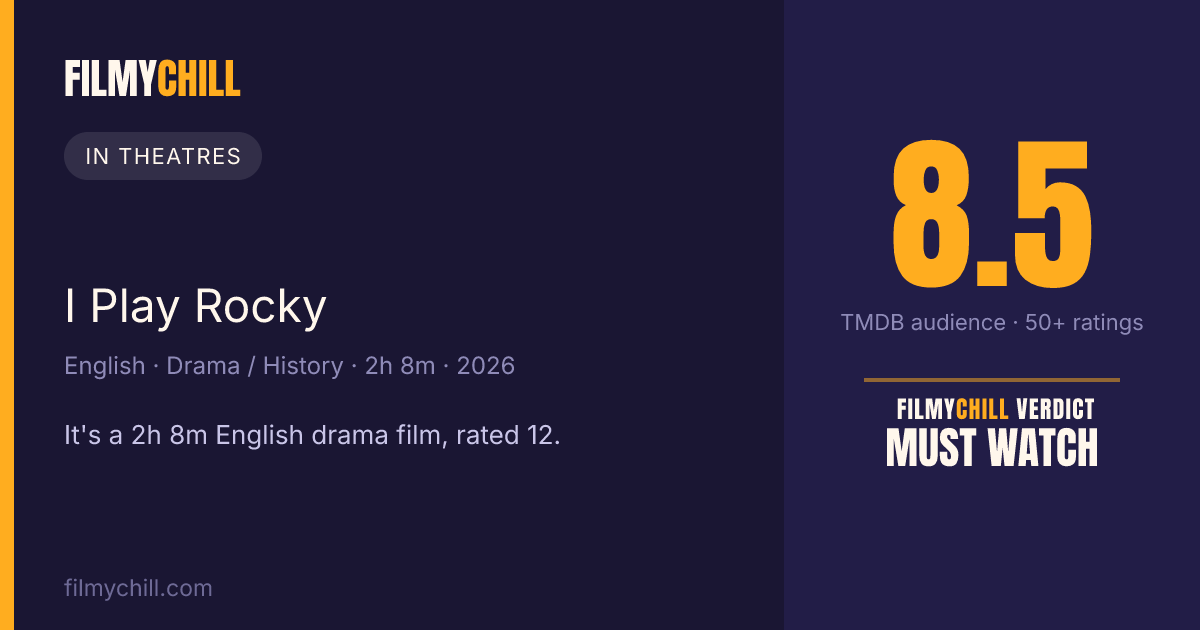 FILMYCHILL
IN THEATRES
I Play Rocky
English · Drama / History · 2h 8m · 2026
It's a 2h 8m English drama film, rated 12.
filmychill.com
8.5
TMDB audience · 50+ ratings
FILMYCHILL VERDICT
MUST WATCH